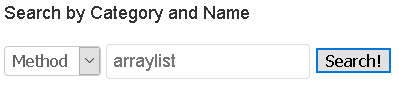 Search by Category and Name
Method arraylist Search!